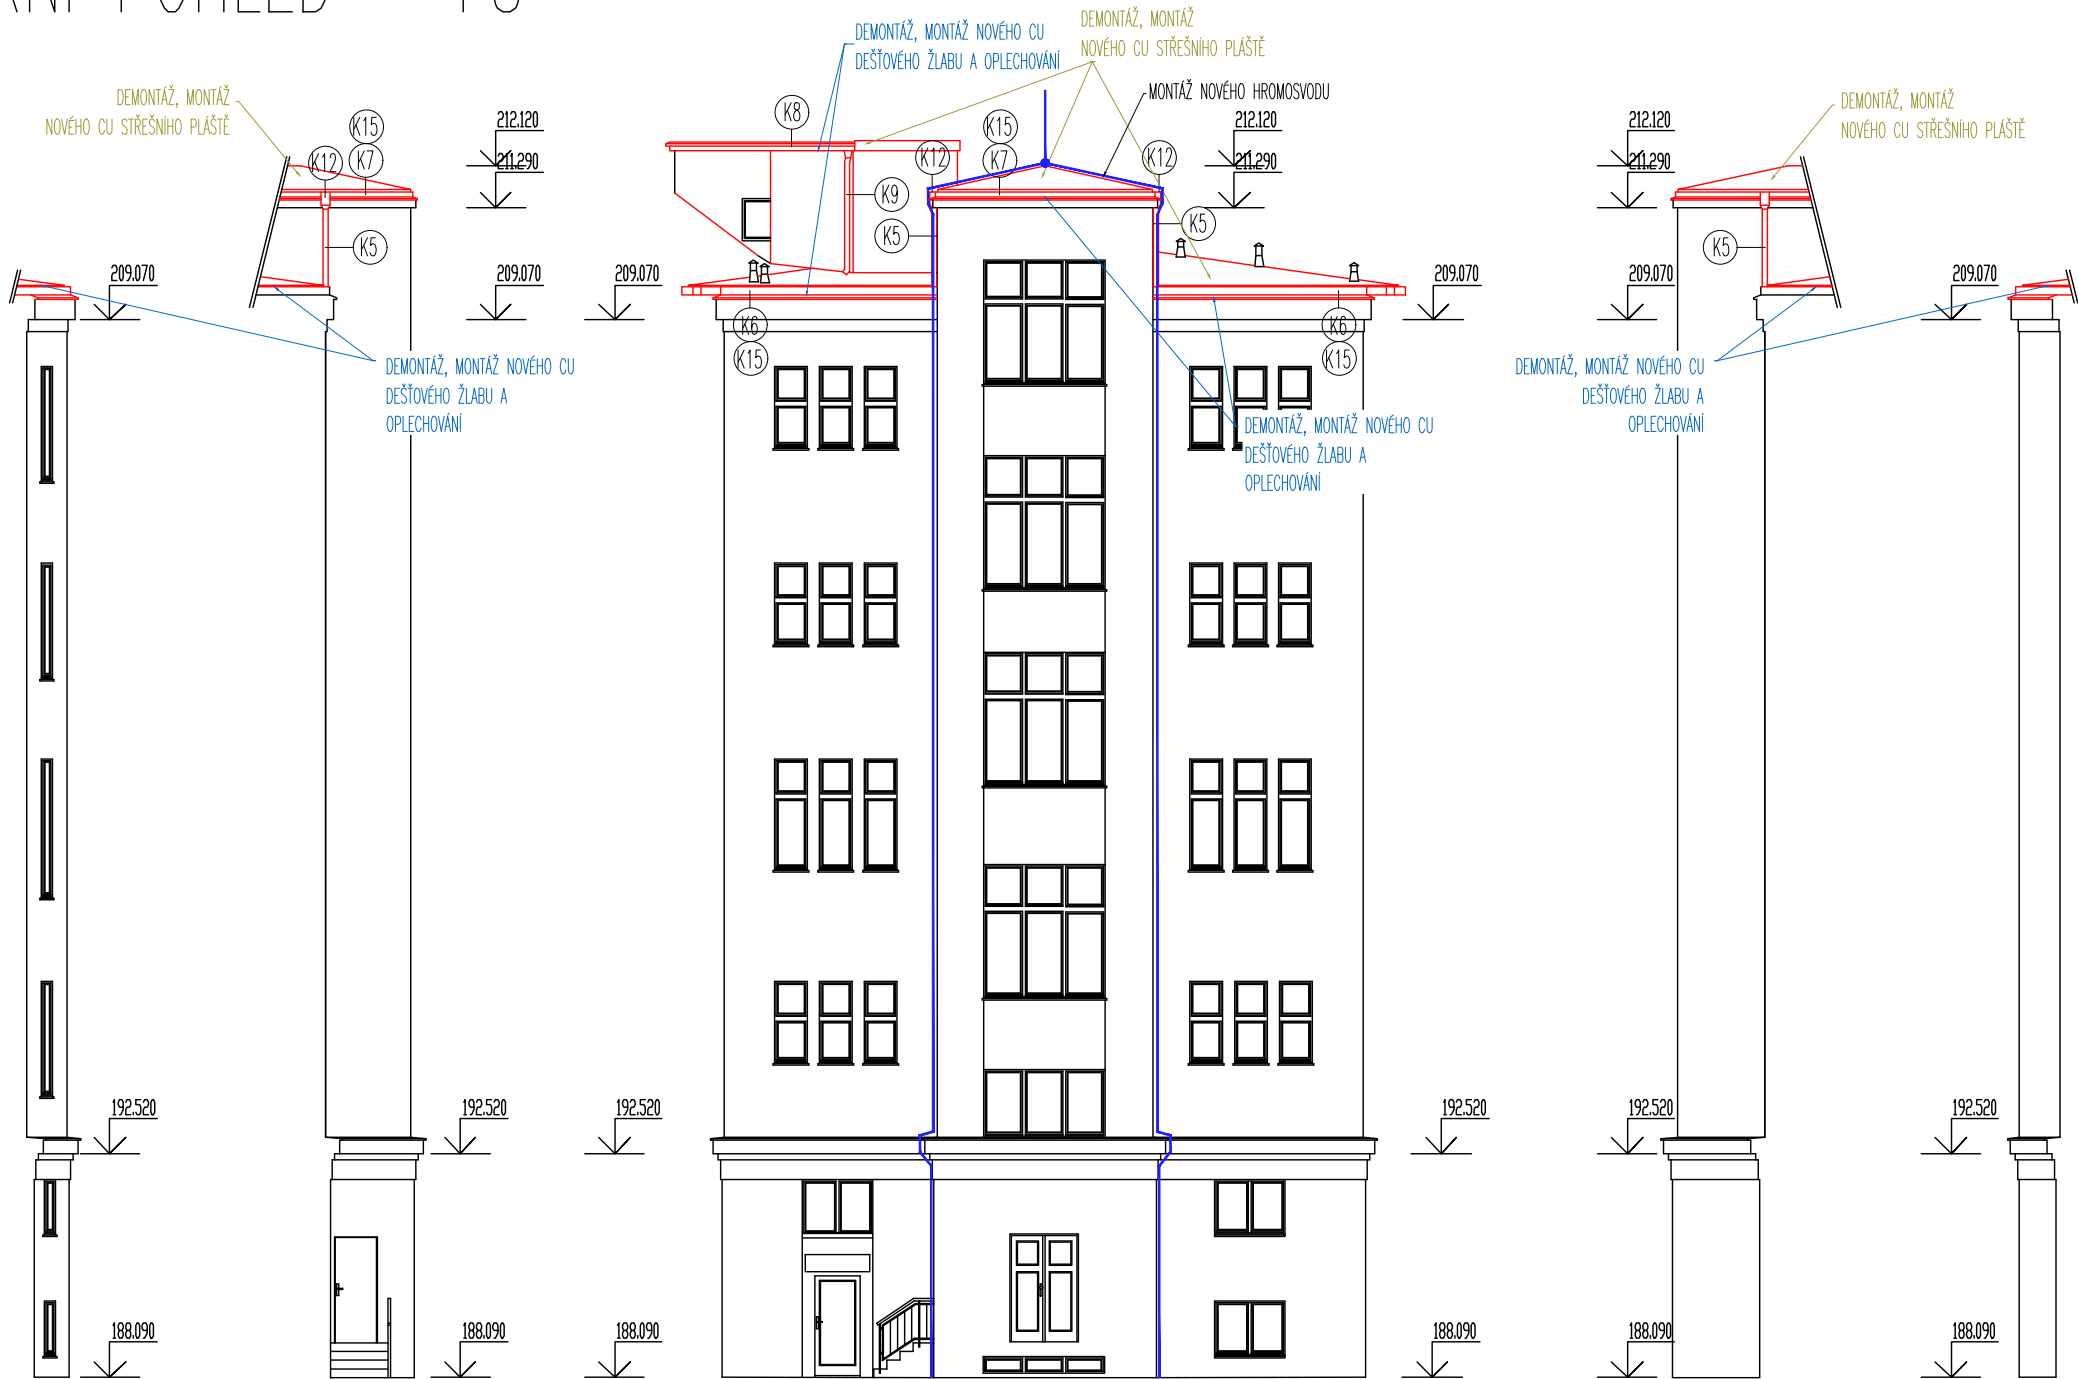 POHLED
DEMONTÁŽ, MONTÁŽ
NOVÉHO CU STŘEŠNÍHO PLÁŠTĚ
DEMONTÁŽ, MONTÁŽ NOVÉHO CU
DEŠŤOVÉHO ŽLABU A OPLECHOVÁNÍ
DEMONTÁŽ, MONTÁŽ
NOVÉHO CU STŘEŠNÍHO PLÁŠTĚ
MONTÁŽ NOVÉHO HROMOSVODU
DEMONTÁŽ, MONTÁŽ
NOVÉHO CU STŘEŠNÍHO PLÁŠTĚ
K15
K7
K12
K5
212.120
211.290
K8
K9
K5
K12
K15
K7
K12
K5
212.120
211.290
212.120
211.290
K5
209.070
209.070
209.070
209.070
209.070
209.070
K6
K15
K6
K15
DEMONTÁŽ, MONTÁŽ NOVÉHO CU
DEŠŤOVÉHO ŽLABU A
OPLECHOVÁNÍ
DEMONTÁŽ, MONTÁŽ NOVÉHO CU
DEŠŤOVÉHO ŽLABU A
OPLECHOVÁNÍ
DEMONTÁŽ, MONTÁŽ NOVÉHO CU
DEŠŤOVÉHO ŽLABU A
OPLECHOVÁNÍ
192.520
192.520
192.520
192.520
192.520
192.520
188.090
188.090
188.090
188.090
188.090
188.090